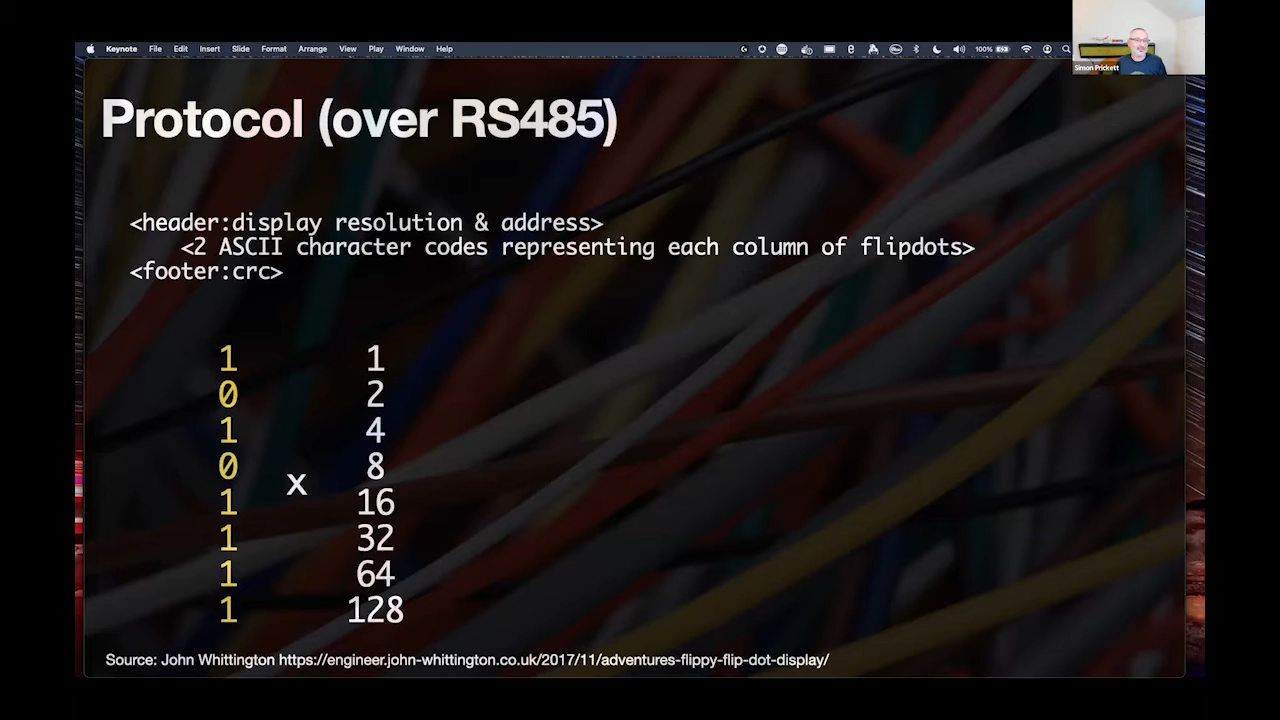 Keynote File Edit Insert Slide Format Arrange View Play Window Help 100%
Simon Prickett
Protocol (over RS485)
<header:display resolution & address>
<2 ASCII character codes representing each column of flipdots>
<footer:crc>
1 1
0 2
1 4
0 8
x
1 16
1 32
1 64
1 128
Source: John Whittington https://engineer.john-whittington.co.uk/2017/11/adventures-flippy-flip-dot-display/